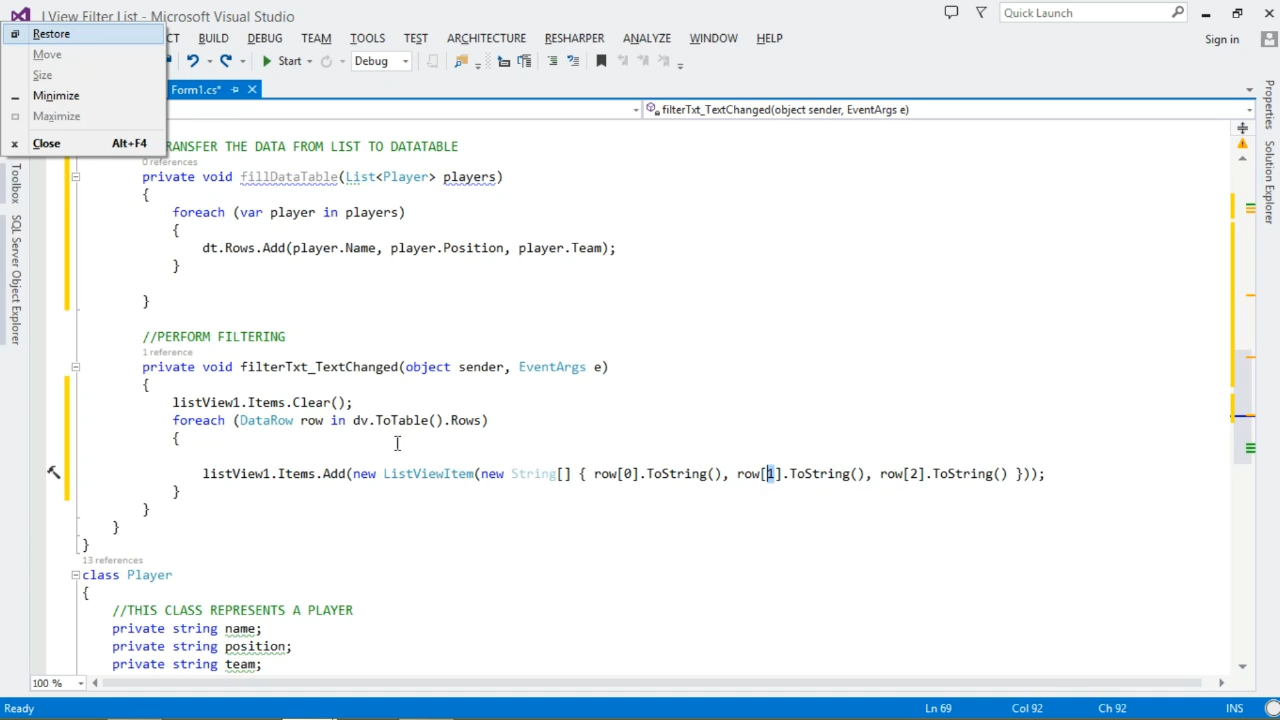 J View Filter List - Microsoft Visual Studio
Quick Launch
Restore
Move
Size
Minimize
Maximize
Close Alt+F4
CT BUILD DEBUG TEAM TOOLS TEST ARCHITECTURE RESHARPER ANALYZE WINDOW HELP
Sign in
Start Debug
Form1.cs*
filterTxt_TextChanged(object sender, EventArgs e)
Toolbox
SQL Server Object Explorer
Properties
Solution Explorer
RANSFER THE DATA FROM LIST TO DATATABLE
0 references
private void fillDataTable(List<Player> players)
{
foreach (var player in players)
{
dt.Rows.Add(player.Name, player.Position, player.Team);
}
}
//PERFORM FILTERING
1 reference
private void filterTxt_TextChanged(object sender, EventArgs e)
{
listView1.Items.Clear();
foreach (DataRow row in dv.ToTable().Rows)
{
listView1.Items.Add(new ListViewItem(new String[] { row[0].ToString(), row[1].ToString(), row[2].ToString() }));
}
}
}
}
13 references
class Player
{
//THIS CLASS REPRESENTS A PLAYER
private string name;
private string position;
private string team;
100 %
Ready Ln 69 Col 92 Ch 92 INS